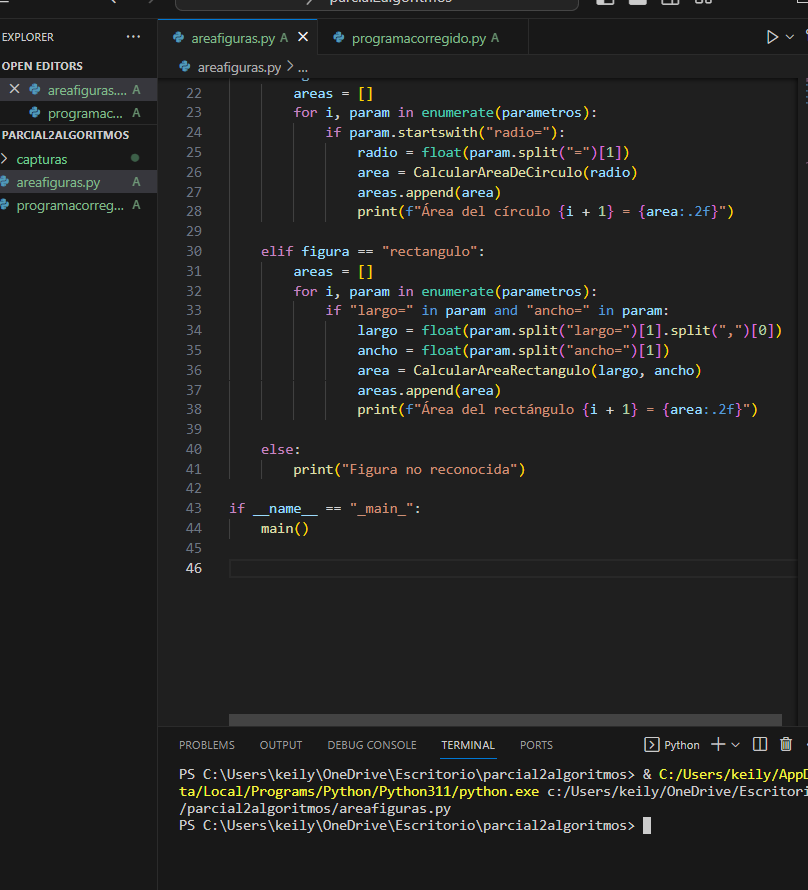 parcial2algoritmos
EXPLORER
...
areafiguras.py A
programacorregido.py A
OPEN EDITORS
areafiguras.py > ...
areafiguras.... A
programac... A
PARCIAL2ALGORITMOS
capturas
areafiguras.py A
programacorreg... A
22 areas = []
23 for i, param in enumerate(parametros):
24 if param.startswith("radio="):
25 radio = float(param.split("=")[1])
26 area = CalcularAreaDeCirculo(radio)
27 areas.append(area)
28 print(f"Área del círculo {i + 1} = {area:.2f}")
29
30 elif figura == "rectangulo":
31 areas = []
32 for i, param in enumerate(parametros):
33 if "largo=" in param and "ancho=" in param:
34 largo = float(param.split("largo=")[1].split(",")[0])
35 ancho = float(param.split("ancho=")[1])
36 area = CalcularAreaRectangulo(largo, ancho)
37 areas.append(area)
38 print(f"Área del rectángulo {i + 1} = {area:.2f}")
39
40 else:
41 print("Figura no reconocida")
42
43 if __name__ == "_main_":
44 main()
45
46
PROBLEMS OUTPUT DEBUG CONSOLE TERMINAL PORTS Python
PS C:\Users\keily\OneDrive\Escritorio\parcial2algoritmos> & C:/Users/keily/AppD
ta/Local/Programs/Python/Python311/python.exe c:/Users/keily/OneDrive/Escritori
/parcial2algoritmos/areafiguras.py
PS C:\Users\keily\OneDrive\Escritorio\parcial2algoritmos>